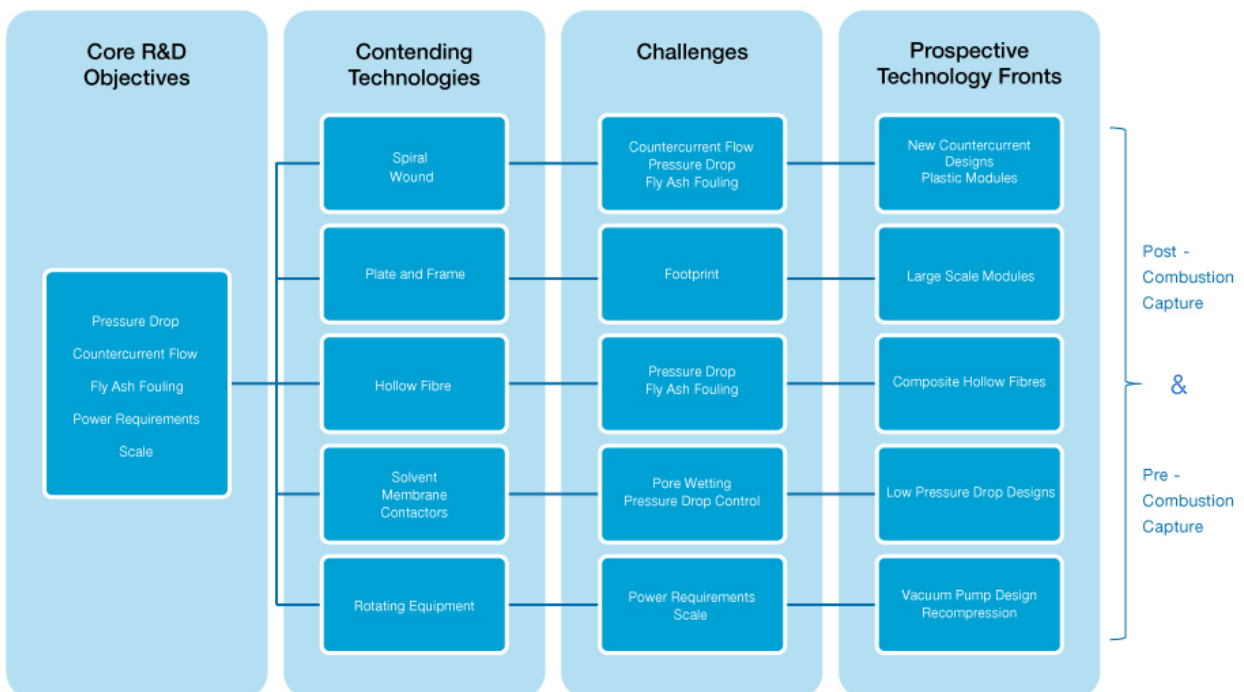 Core R&D
Objectives
Contending
Technologies
Challenges
Prospective
Technology Fronts
Pressure Drop
Countercurrent Flow
Fly Ash Fouling
Power Requirements
Scale
Spiral
Wound
Countercurrent Flow
Pressure Drop
Fly Ash Fouling
New Countercurrent
Designs
Plastic Modules
Plate and Frame
Footprint
Large Scale Modules
Hollow Fibre
Pressure Drop
Fly Ash Fouling
Composite Hollow Fibres
Solvent
Membrane
Contactors
Pore Wetting
Pressure Drop Control
Low Pressure Drop Designs
Rotating Equipment
Power Requirements
Scale
Vacuum Pump Design
Recompression
Post -
Combustion
Capture
&
Pre -
Combustion
Capture